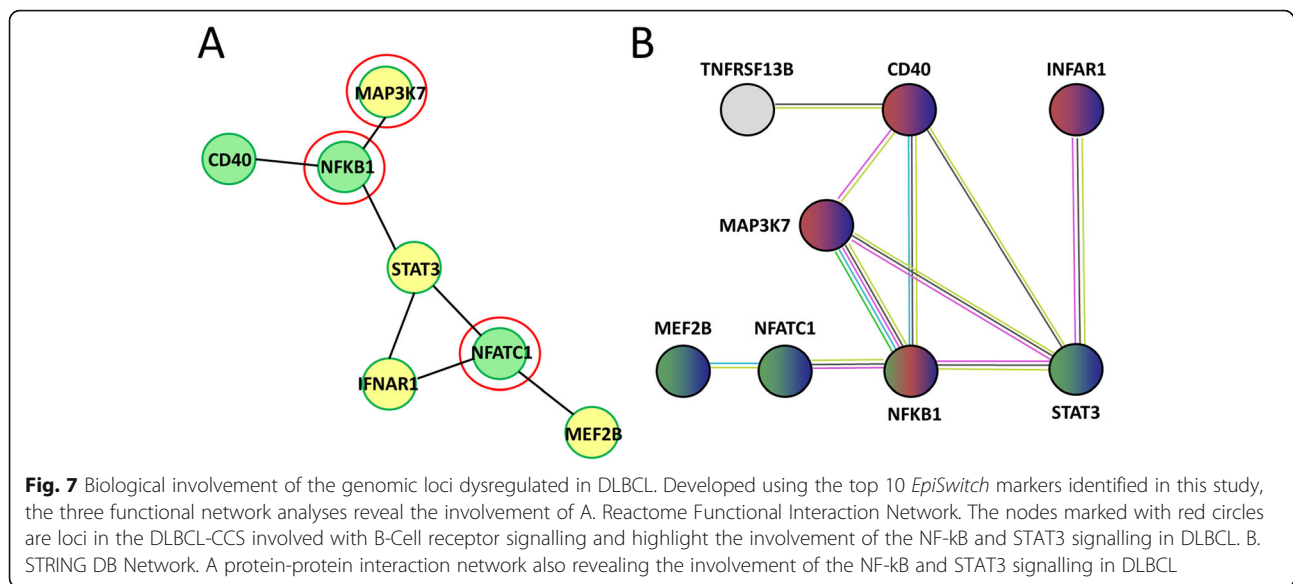 A
B
MAP3K7
CD40
NFKB1
STAT3
NFATC1
IFNAR1
MEF2B
TNFRSF13B
CD40
INFAR1
MAP3K7
MEF2B
NFATC1
NFKB1
STAT3
Fig. 7 Biological involvement of the genomic loci dysregulated in DLBCL. Developed using the top 10 EpiSwitch markers identified in this study,
the three functional network analyses reveal the involvement of A. Reactome Functional Interaction Network. The nodes marked with red circles
are loci in the DLBCL-CCS involved with B-Cell receptor signalling and highlight the involvement of the NF-kB and STAT3 signalling in DLBCL. B.
STRING DB Network. A protein-protein interaction network also revealing the involvement of the NF-kB and STAT3 signalling in DLBCL